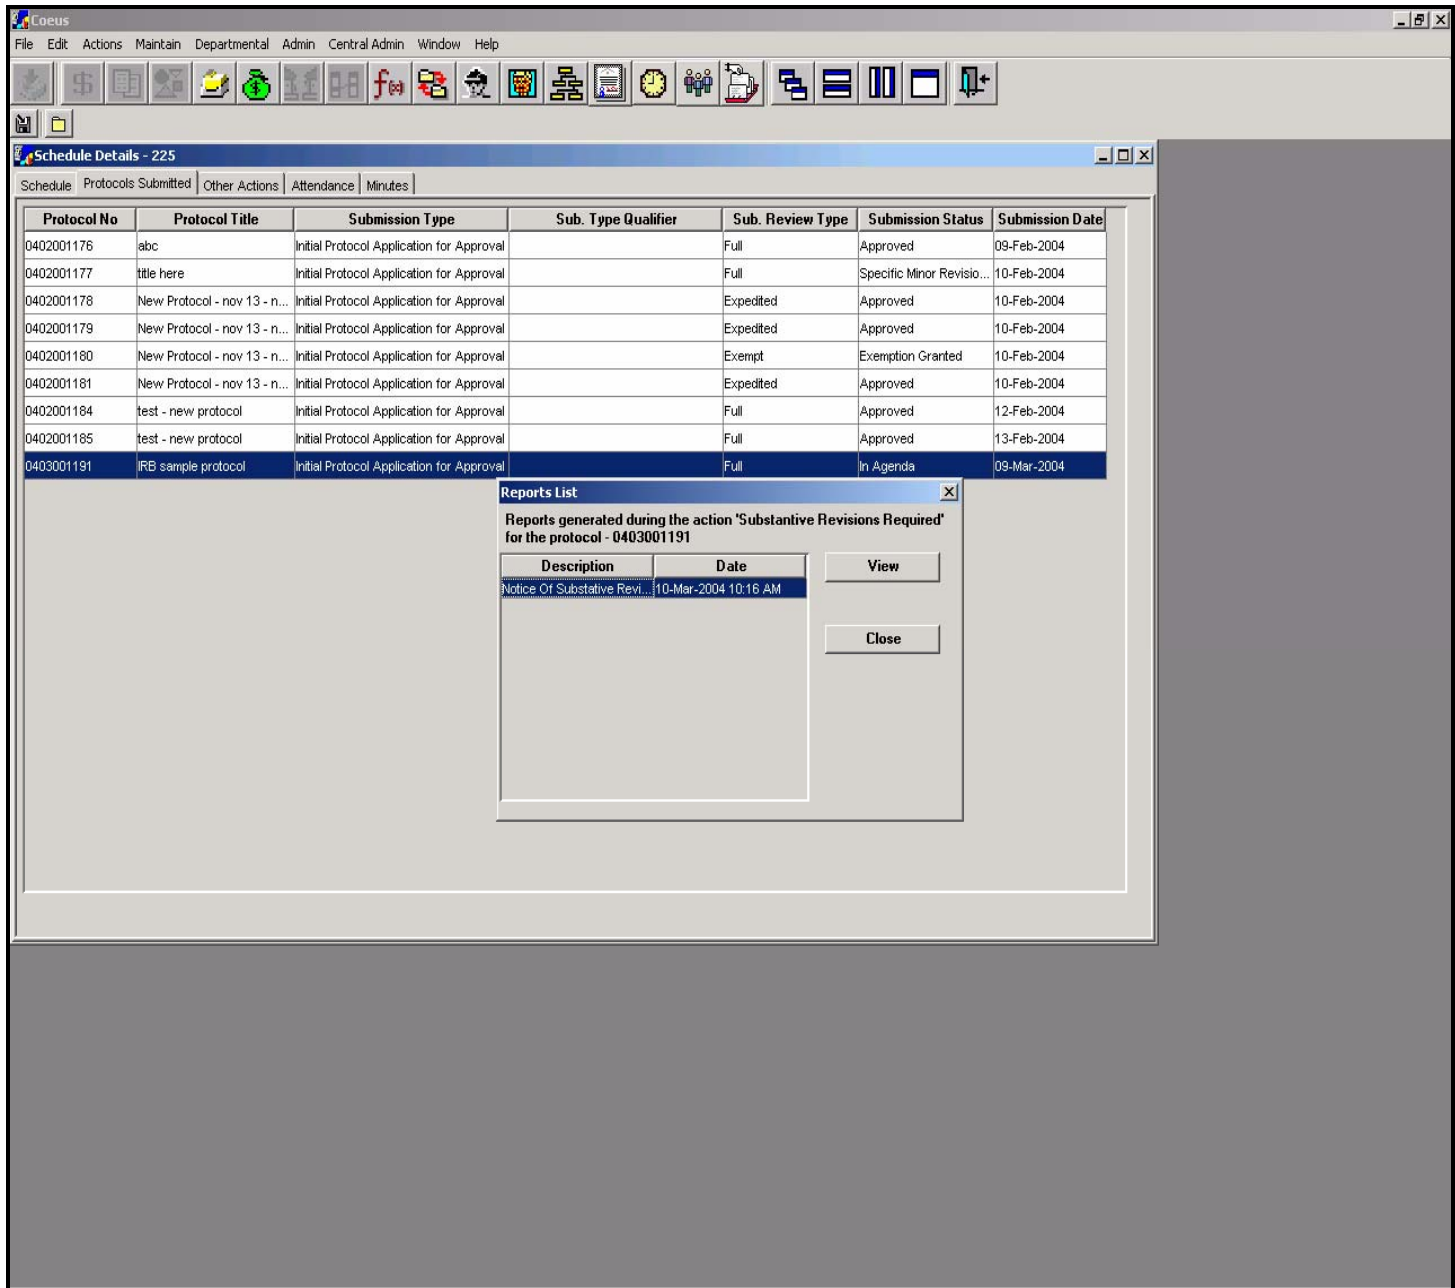 Coeus
File Edit Actions Maintain Departmental Admin Central Admin Window Help
Schedule Details - 225
Schedule Protocols Submitted Other Actions Attendance Minutes
Protocol No Protocol Title Submission Type Sub. Type Qualifier Sub. Review Type Submission Status Submission Date
0402001176 abc Initial Protocol Application for Approval Full Approved 09-Feb-2004
0402001177 title here Initial Protocol Application for Approval Full Specific Minor Revisio... 10-Feb-2004
0402001178 New Protocol - nov 13 - n... Initial Protocol Application for Approval Expedited Approved 10-Feb-2004
0402001179 New Protocol - nov 13 - n... Initial Protocol Application for Approval Expedited Approved 10-Feb-2004
0402001180 New Protocol - nov 13 - n... Initial Protocol Application for Approval Exempt Exemption Granted 10-Feb-2004
0402001181 New Protocol - nov 13 - n... Initial Protocol Application for Approval Expedited Approved 10-Feb-2004
0402001184 test - new protocol Initial Protocol Application for Approval Full Approved 12-Feb-2004
0402001185 test - new protocol Initial Protocol Application for Approval Full Approved 13-Feb-2004
0403001191 IRB sample protocol Initial Protocol Application for Approval Full In Agenda 09-Mar-2004
Reports List
Reports generated during the action 'Substantive Revisions Required'
for the protocol - 0403001191
Description Date View
Notice Of Substative Revi... 10-Mar-2004 10:16 AM
Close